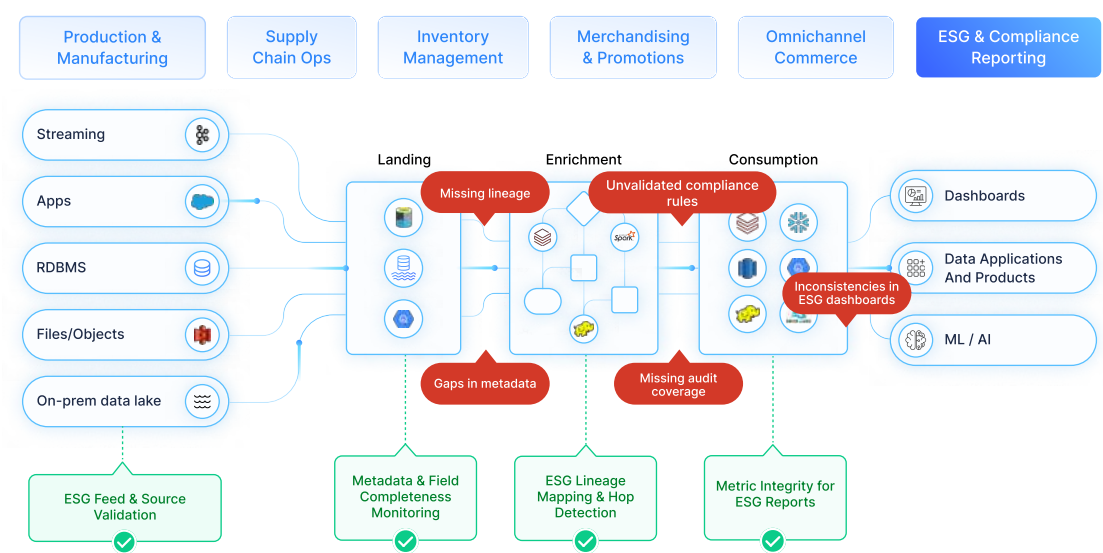 Production &
Manufacturing
Supply
Chain Ops
Inventory
Management
Merchandising
& Promotions
Omnichannel
Commerce
ESG & Compliance
Reporting
Streaming
Apps
RDBMS
Files/Objects
On-prem data lake
Landing
Enrichment
Consumption
Missing lineage
Unvalidated compliance
rules
Spark
Inconsistencies in
ESG dashboards
Gaps in metadata
Missing audit
coverage
Dashboards
Data Applications
And Products
ML / AI
ESG Feed & Source
Validation
Metadata & Field
Completeness
Monitoring
ESG Lineage
Mapping & Hop
Detection
Metric Integrity for
ESG Reports